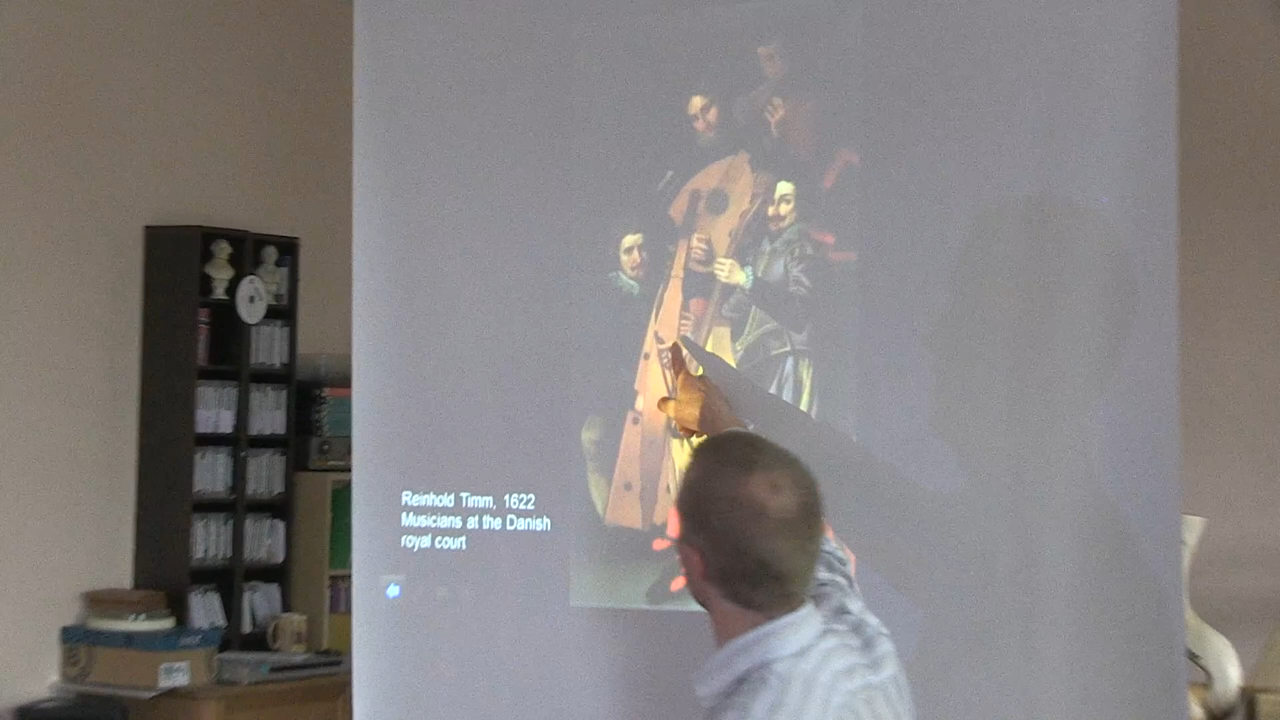 Reinhold Timm, 1622
Musicians at the Danish
royal court